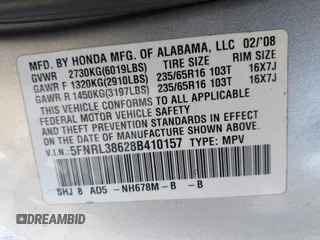 MFD. BY HONDA MFG. OF ALABAMA, LLC 02/'08
TIRE SIZE RIM SIZE
GVWR 2730KG(6019LBS)
GAWR F 1320KG(2910LBS) 235/65R16 103T 16X7J
GAWR R 1450KG(3197LBS) 235/65R16 103T 16X7J
THIS VEHICLE CONFORMS TO ALL APPLICABLE
FEDERAL MOTOR VEHICLE SAFETY AND THEFT
PREVENTION STANDARDS IN EFFECT ON THE DATE
OF MANUFACTURE SHOWN ABOVE.
V.I.N: 5FNRL38628B410157 TYPE: MPV
SHJ 8 AD5 -NH678M-B -B
DREAMBID
DREAMBID.COM